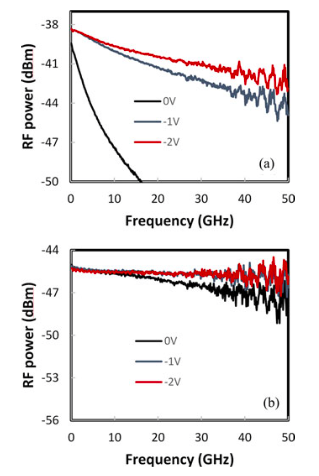 -38
-41
-44
-47
-50
RF power (dBm)
0V
-1V
-2V
(a)
0 10 20 30 40 50
Frequency (GHz)
-44
-47
-50
-53
-56
RF power (dBm)
0V
-1V
-2V
(b)
0 10 20 30 40 50
Frequency (GHz)